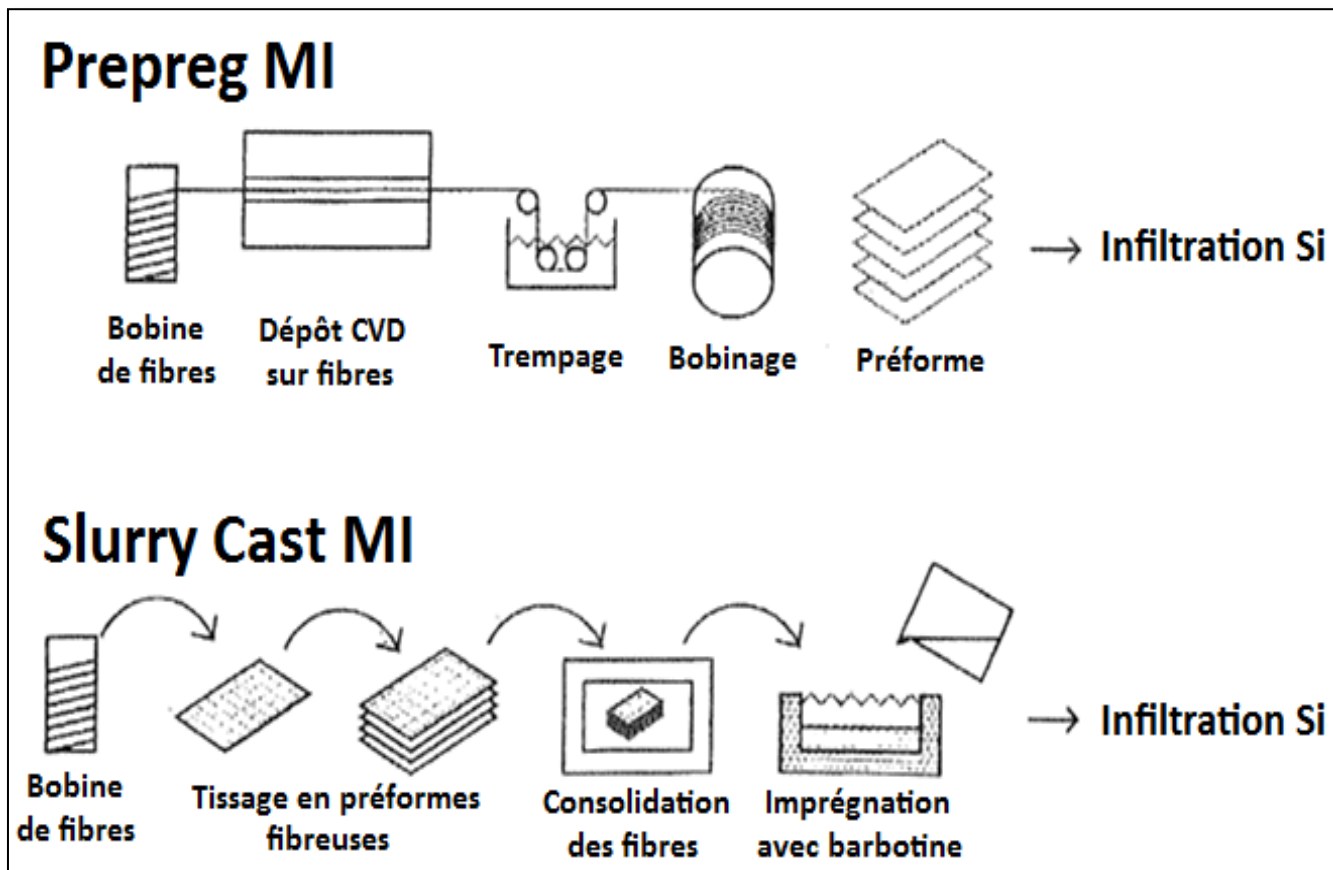 Prepreg MI
Bobine
de fibres
Dépôt CVD
sur fibres
Trempage
Bobinage
Préforme
Infiltration Si
Slurry Cast MI
Bobine
de fibres
Tissage en préformes
fibreuses
Consolidation
des fibres
Imprégnation
avec barbotine
Infiltration Si